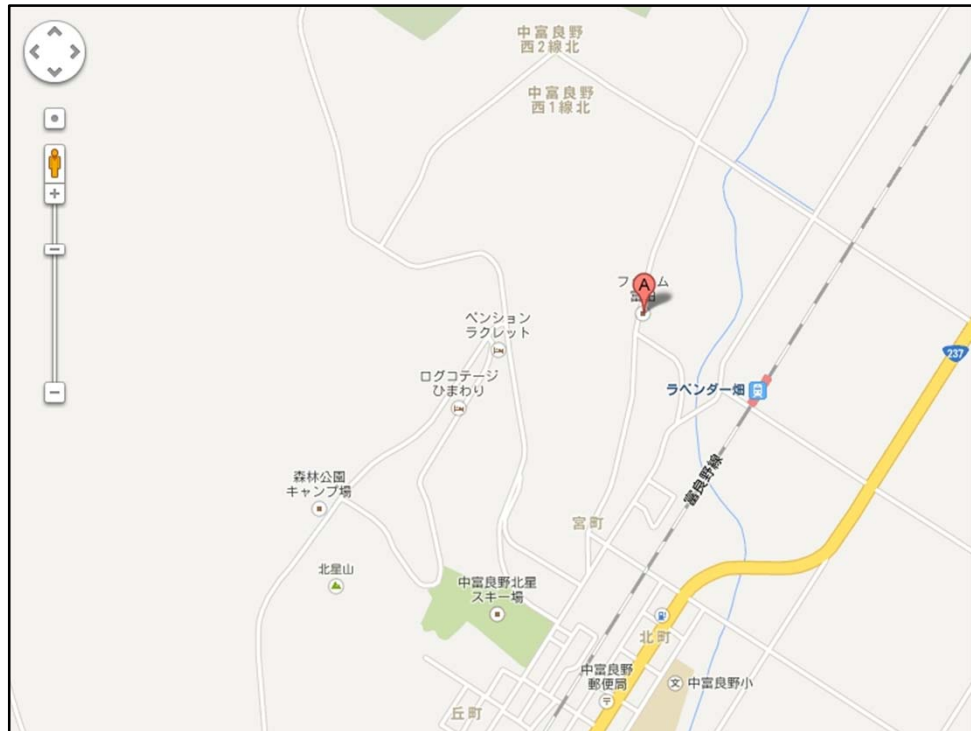 中富良野
西2線北
中富良野
西1線北
A
237
ペンション
ラクレット
ログコテージ
ひまわり
ラベンダー畑
富良野線
森林公園
キャンプ場
宮町
北星山
中富良野北星
スキー場
北町
中富良野
郵便局
中富良野小
文
丘町